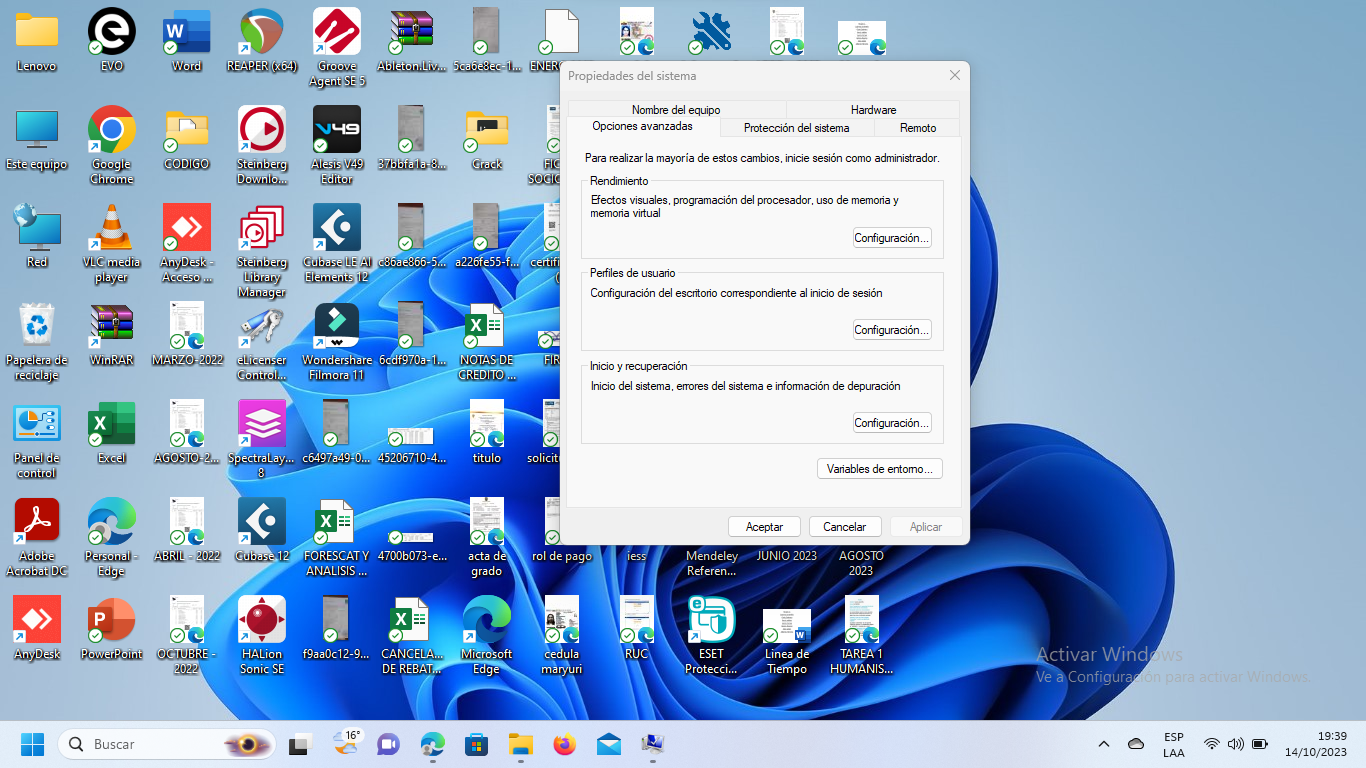 Lenovo
EVO
Word
REAPER (x64)
Groove
Agent SE 5
Ableton.Liv...
5ca6e8ec-1...
Este equipo
Google
Chrome
CODIGO
Steinberg
Downlo...
Alesis V49
Editor
37bbfa1a-8...
Crack
Red
VLC media
player
AnyDesk -
Acceso ...
Steinberg
Library
Manager
Cubase LE AI
Elements 12
c86ae866-5...
a226fe55-f...
Papelera de
reciclaje
WinRAR
MARZO-2022
eLicenser
Control...
Wondershare
Filmora 11
6cdf970a-1...
NOTAS DE
CREDITO ...
Panel de
control
Excel
AGOSTO-2...
SpectraLay...
8
c6497a49-0...
45206710-4...
titulo
Adobe
Acrobat DC
Personal -
Edge
ABRIL - 2022
Cubase 12
FORESCAT Y
ANALISIS ...
4700b073-e...
acta de
grado
rol de pago
iess
Mendeley
Referen...
JUNIO 2023
AGOSTO
2023
AnyDesk
PowerPoint
OCTUBRE -
2022
HALion
Sonic SE
f9aa0c12-9...
CANCELA...
DE REBAT...
Microsoft
Edge
cedula
maryuri
RUC
ESET
Protecci...
Linea de
Tiempo
TAREA 1
HUMANIS...
Propiedades del sistema
Nombre del equipo
Hardware
Opciones avanzadas
Protección del sistema
Remoto
Para realizar la mayoría de estos cambios, inicie sesión como administrador.
Rendimiento
Efectos visuales, programación del procesador, uso de memoria y
memoria virtual
Configuración...
Perfiles de usuario
Configuración del escritorio correspondiente al inicio de sesión
Configuración...
Inicio y recuperación
Inicio del sistema, errores del sistema e información de depuración
Configuración...
Variables de entorno...
Aceptar
Cancelar
Aplicar
Activar Windows
Ve a Configuración para activar Windows.
Buscar
16°
ESP
LAA
19:39
14/10/2023